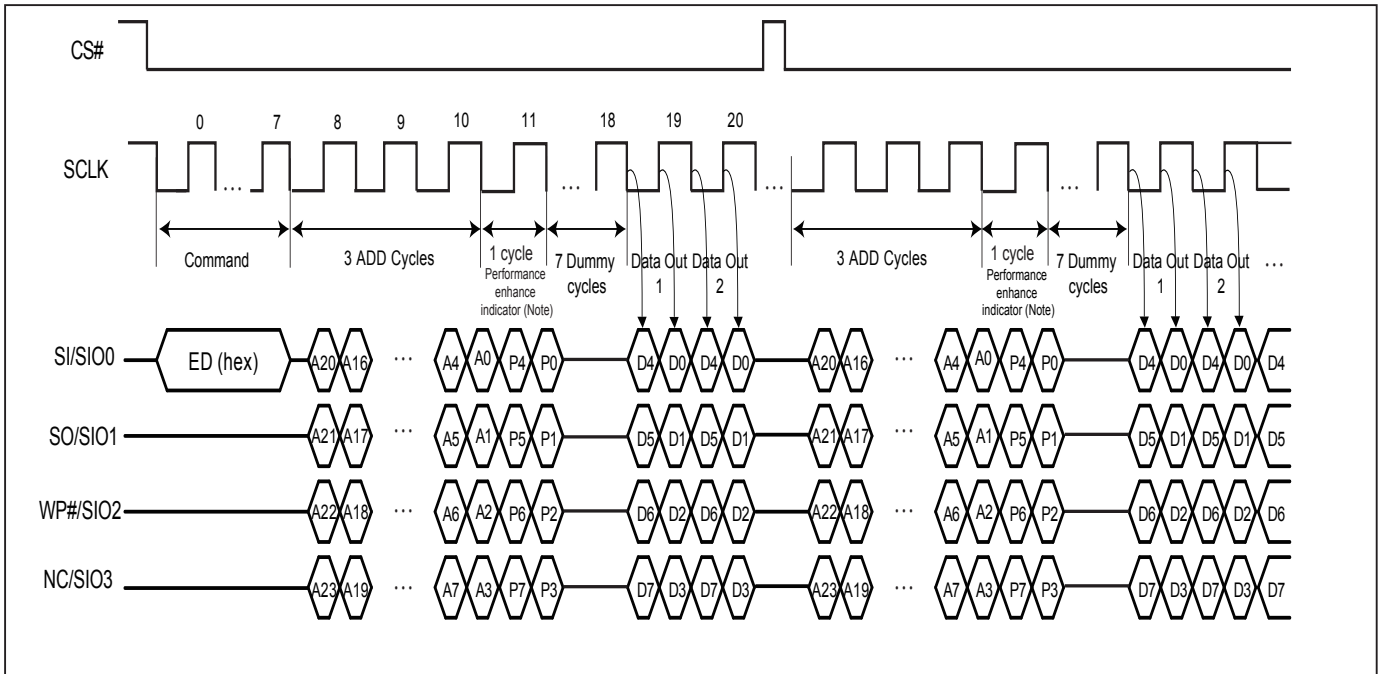 CS#
0 7 8 9 10 11 18 19 20
SCLK
... ... ... ...
Command 3 ADD Cycles 1 cycle Performance enhance indicator (Note) 7 Dummy cycles Data Out 1 Data Out 2 3 ADD Cycles 1 cycle Performance enhance indicator (Note) 7 Dummy cycles Data Out 1 Data Out 2 ...
SI/SIO0 ED (hex) A20 A16 ... A4 A0 P4 P0 D4 D0 D4 D0 A20 A16 ... A4 A0 P4 P0 D4 D0 D4 D0 D4
SO/SIO1 A21 A17 ... A5 A1 P5 P1 D5 D1 D5 D1 A21 A17 ... A5 A1 P5 P1 D5 D1 D5 D1 D5
WP#/SIO2 A22 A18 ... A6 A2 P6 P2 D6 D2 D6 D2 A22 A18 ... A6 A2 P6 P2 D6 D2 D6 D2 D6
NC/SIO3 A23 A19 ... A7 A3 P7 P3 D7 D3 D7 D3 A23 A19 ... A7 A3 P7 P3 D7 D3 D7 D3 D7